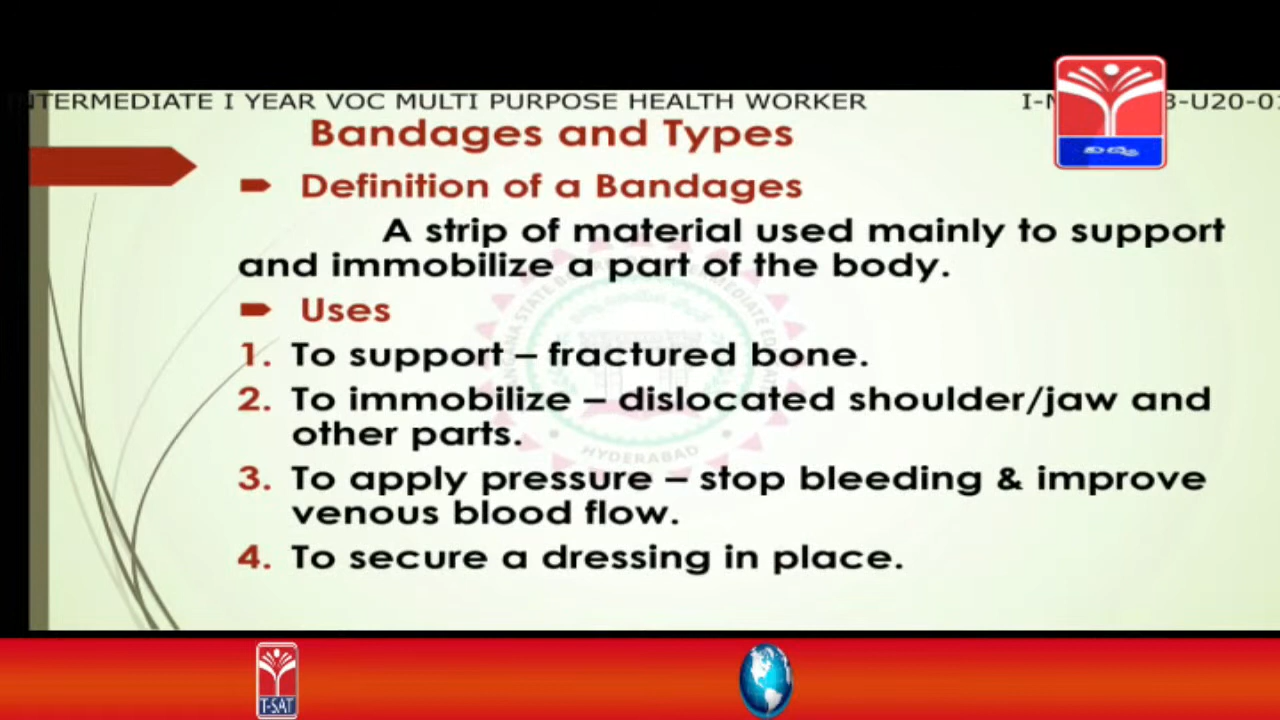 INTERMEDIATE I YEAR VOC MULTI PURPOSE HEALTH WORKER
Bandages and Types
Definition of a Bandages
A strip of material used mainly to support
and immobilize a part of the body.
Uses
1. To support – fractured bone.
2. To immobilize – dislocated shoulder/jaw and
other parts.
3. To apply pressure – stop bleeding & improve
venous blood flow.
4. To secure a dressing in place.
HYDERABAD
T-SAT